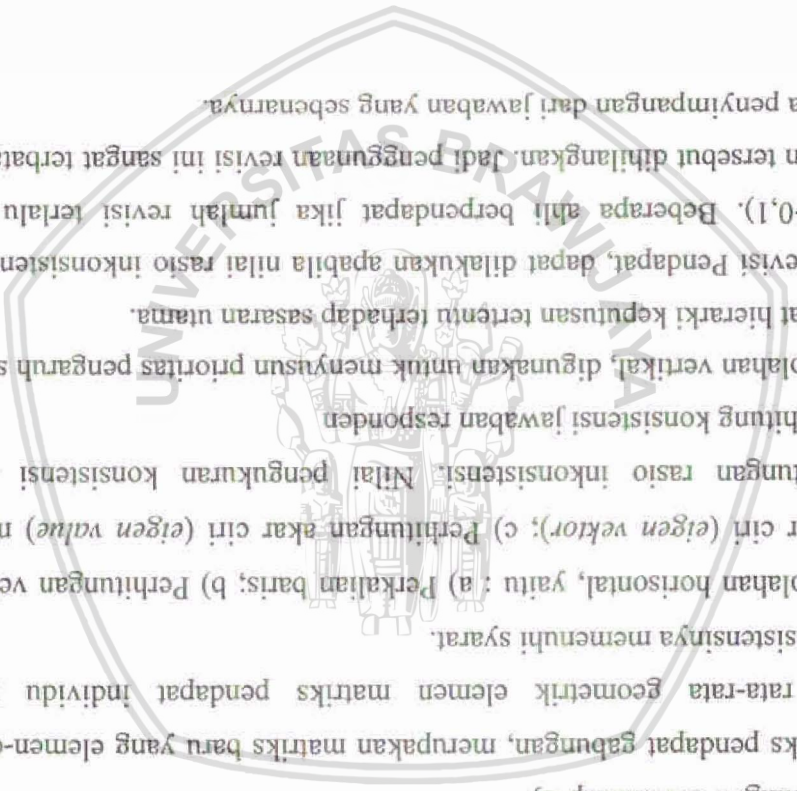 ks pendapat gabungan, merupakan matriks baru yang elemen-e
rata-rata geometrik elemen matriks pendapat individu
sistensinya memenuhi syarat.
olahan horisontal, yaitu : a) Perkalian baris; b) Perhitungan ve
r ciri (eigen vektor); c) Perhitungan akar ciri (eigen value) m
tungan rasio inkonsistensi. Nilai pengukuran konsistensi
hitung konsistensi jawaban responden
olahan vertikal, digunakan untuk menyusun prioritas pengaruh s
at hierarki keputusan tertentu terhadap sasaran utama.
evisi Pendapat, dapat dilakukan apabila nilai rasio inkonsisten
0,1). Beberapa ahli berpendapat jika jumlah revisi terlalu
n tersebut dihilangkan. Jadi penggunaan revisi ini sangat terbata
a penyimpangan dari jawaban yang sebenarnya.
UNIVERSITAS BRAWIJAYA